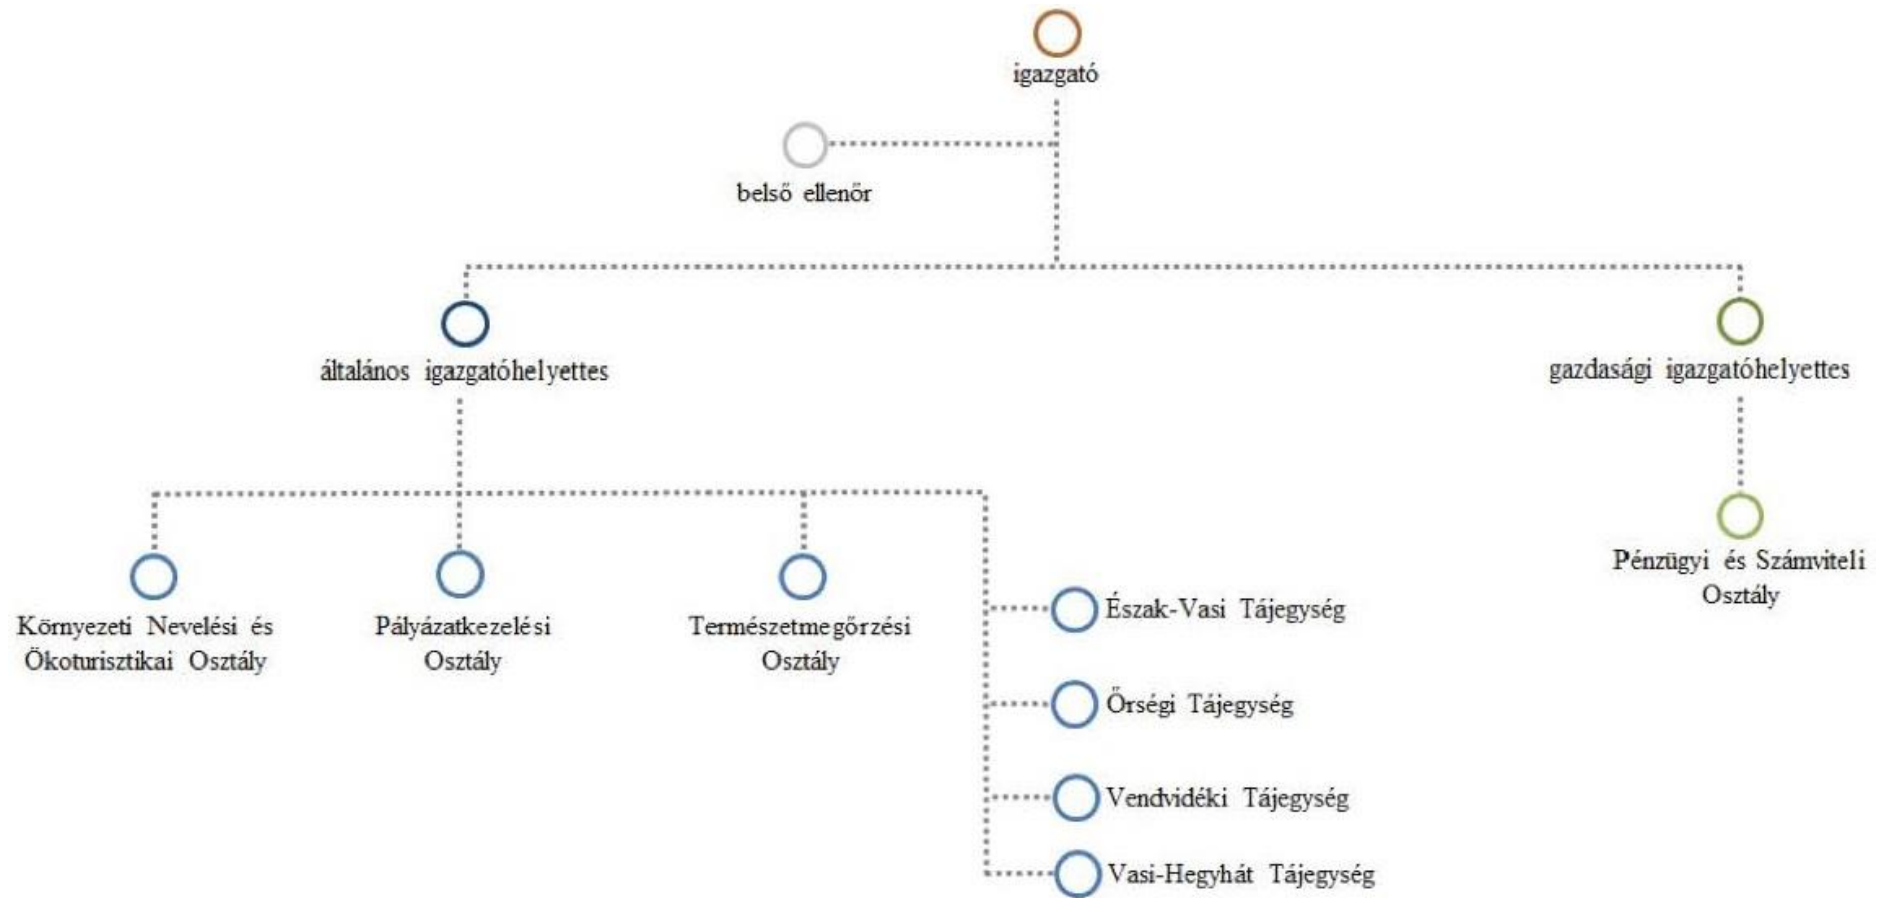 igazgató
belső ellenőr
általános igazgatóhelyettes
gazdasági igazgatóhelyettes
Környezeti Nevelési és
Ökoturisztikai Osztály
Pályázatkezelési
Osztály
Természetmegőrzési
Osztály
Észak-Vasi Tájegység
Őrségi Tájegység
Vendvidéki Tájegység
Vasi-Hegyhát Tájegység
Pénzügyi és Számviteli
Osztály